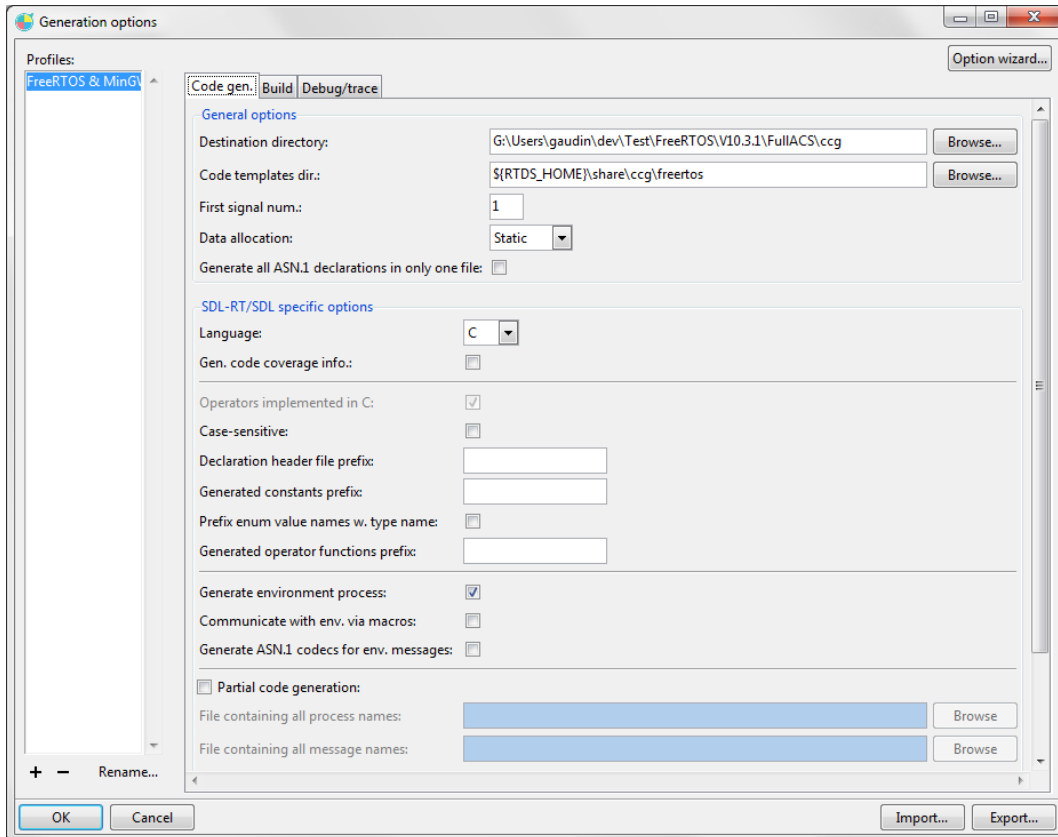 Generation options
Profiles:
Option wizard...
FreeRTOS & MinG
Code gen. Build Debug/trace
General options
Destination directory: G:\Users\gaudin\dev\Test\FreeRTOS\V10.3.1\FullACS\ccg Browse...
Code templates dir.: ${RTDS_HOME}\share\ccg\freertos Browse...
First signal num.: 1
Data allocation: Static
Generate all ASN.1 declarations in only one file:
SDL-RT/SDL specific options
Language: C
Gen. code coverage info.:
Operators implemented in C:
Case-sensitive:
Declaration header file prefix:
Generated constants prefix:
Prefix enum value names w. type name:
Generated operator functions prefix:
Generate environment process:
Communicate with env. via macros:
Generate ASN.1 codecs for env. messages:
Partial code generation:
File containing all process names: Browse
File containing all message names: Browse
+ − Rename...
OK Cancel Import... Export...